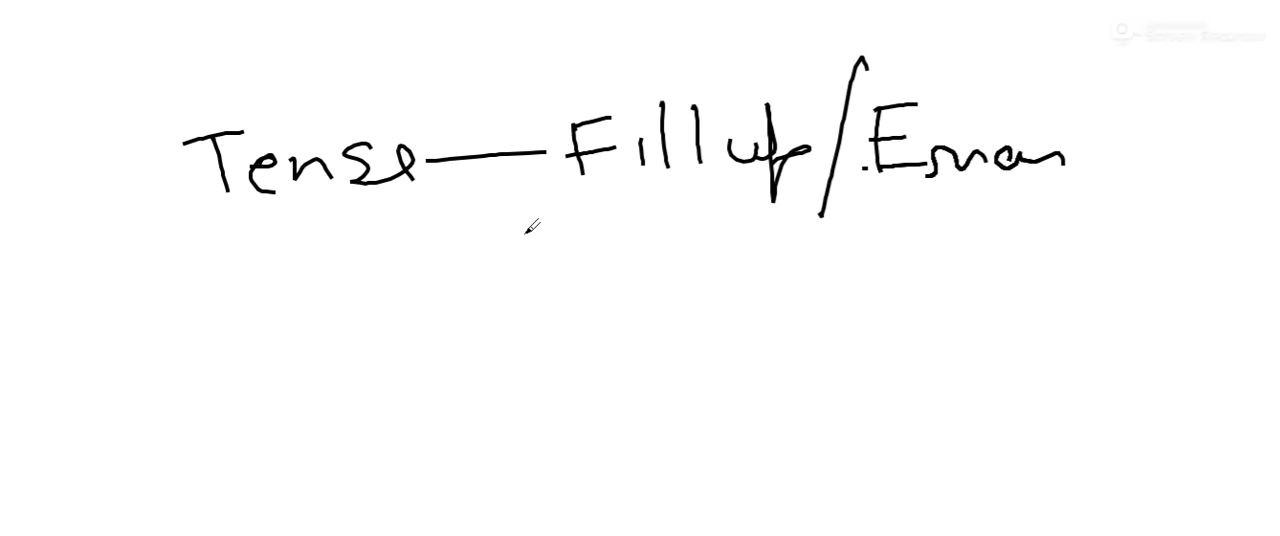 Tense — Fill up / Error